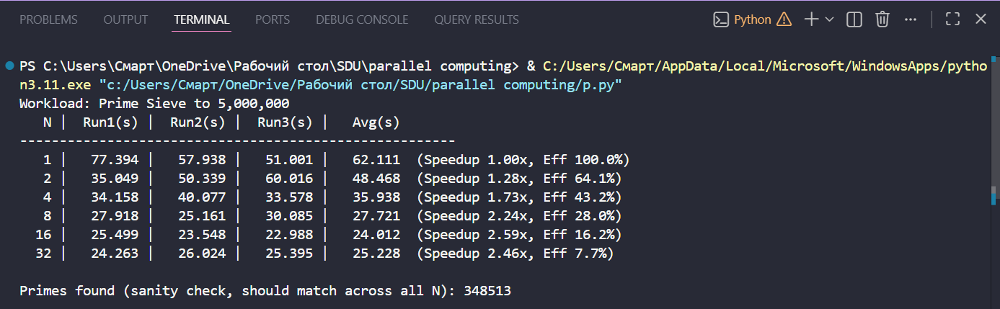 PROBLEMS OUTPUT TERMINAL PORTS DEBUG CONSOLE QUERY RESULTS Python
PS C:\Users\Смарт\OneDrive\Рабочий стол\SDU\parallel computing> & C:/Users/Смарт/AppData/Local/Microsoft/WindowsApps/pytho
n3.11.exe "c:/Users/Смарт/OneDrive/Рабочий стол/SDU/parallel computing/p.py"
Workload: Prime Sieve to 5,000,000
N | Run1(s) | Run2(s) | Run3(s) | Avg(s)
-------------------------------------------------------
1 | 77.394 | 57.938 | 51.001 | 62.111 (Speedup 1.00x, Eff 100.0%)
2 | 35.049 | 50.339 | 60.016 | 48.468 (Speedup 1.28x, Eff 64.1%)
4 | 34.158 | 40.077 | 33.578 | 35.938 (Speedup 1.73x, Eff 43.2%)
8 | 27.918 | 25.161 | 30.085 | 27.721 (Speedup 2.24x, Eff 28.0%)
16 | 25.499 | 23.548 | 22.988 | 24.012 (Speedup 2.59x, Eff 16.2%)
32 | 24.263 | 26.024 | 25.395 | 25.228 (Speedup 2.46x, Eff 7.7%)
Primes found (sanity check, should match across all N): 348513